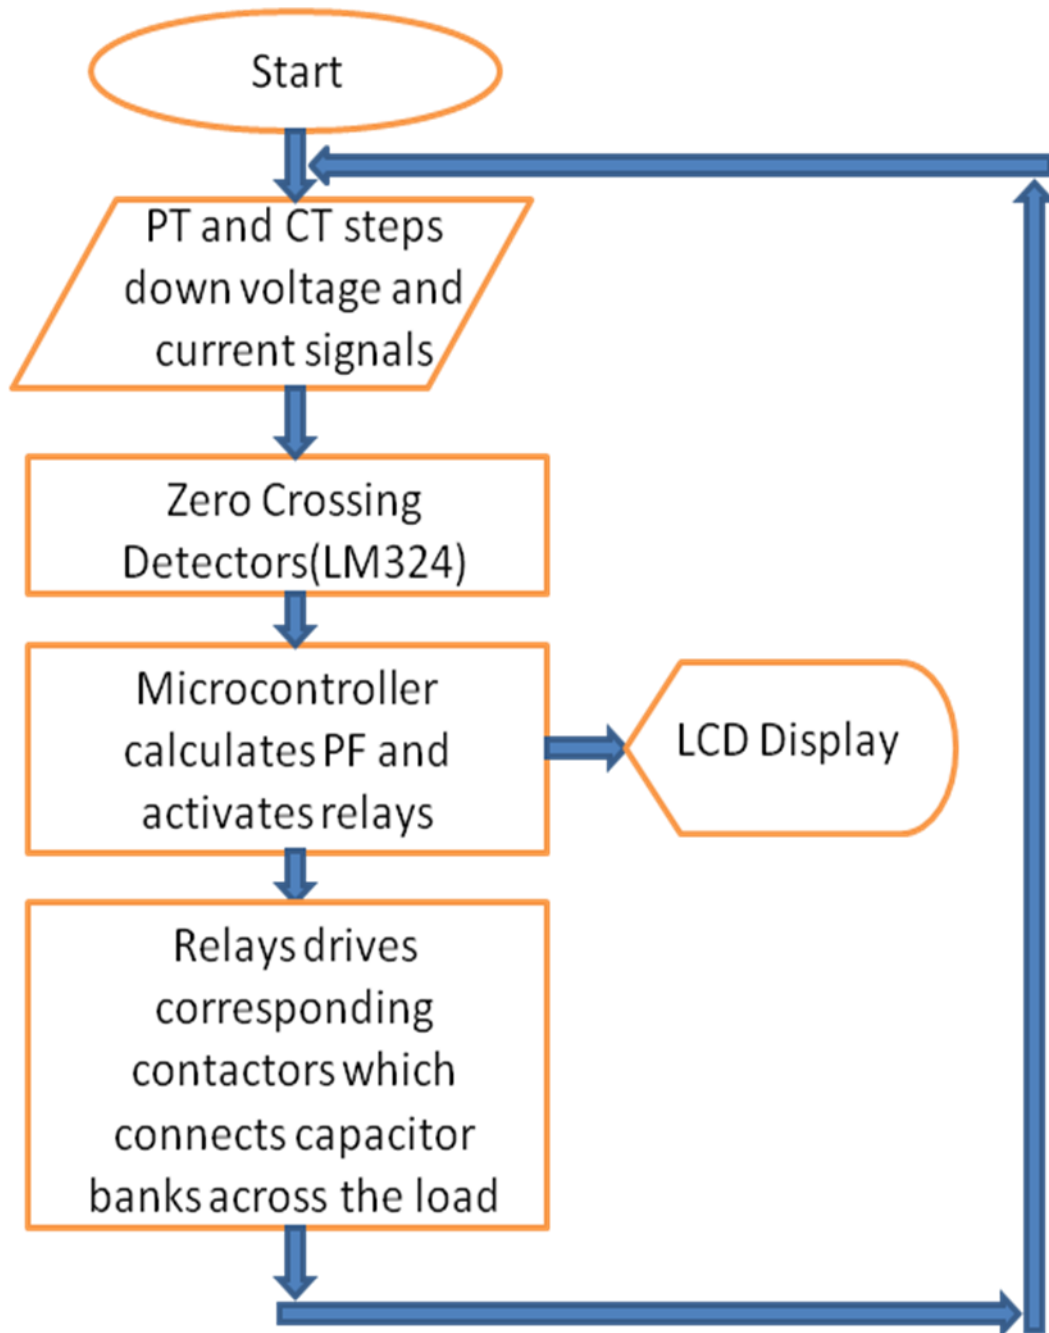 Start
PT and CT steps
down voltage and
current signals
Zero Crossing
Detectors(LM324)
Microcontroller
calculates PF and
activates relays
LCD Display
Relays drives
corresponding
contactors which
connects capacitor
banks across the load